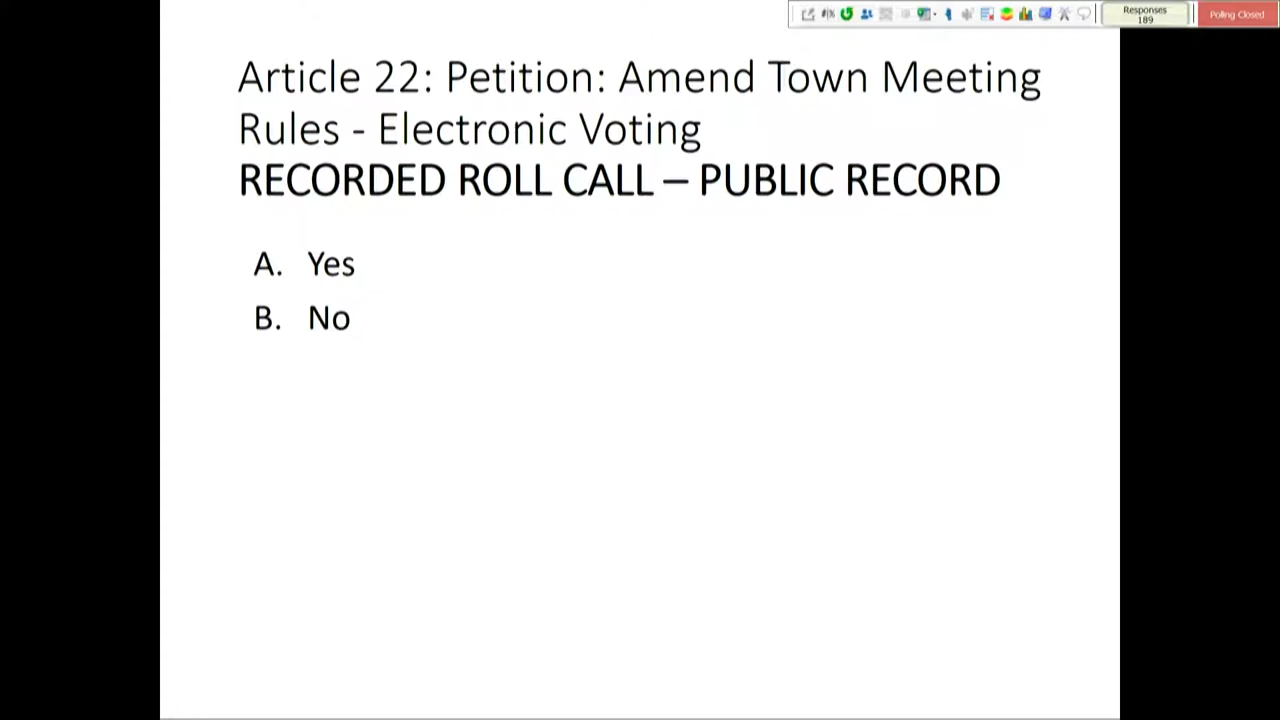 Responses
189
Polling Closed
Article 22: Petition: Amend Town Meeting
Rules - Electronic Voting
RECORDED ROLL CALL – PUBLIC RECORD
A. Yes
B. No